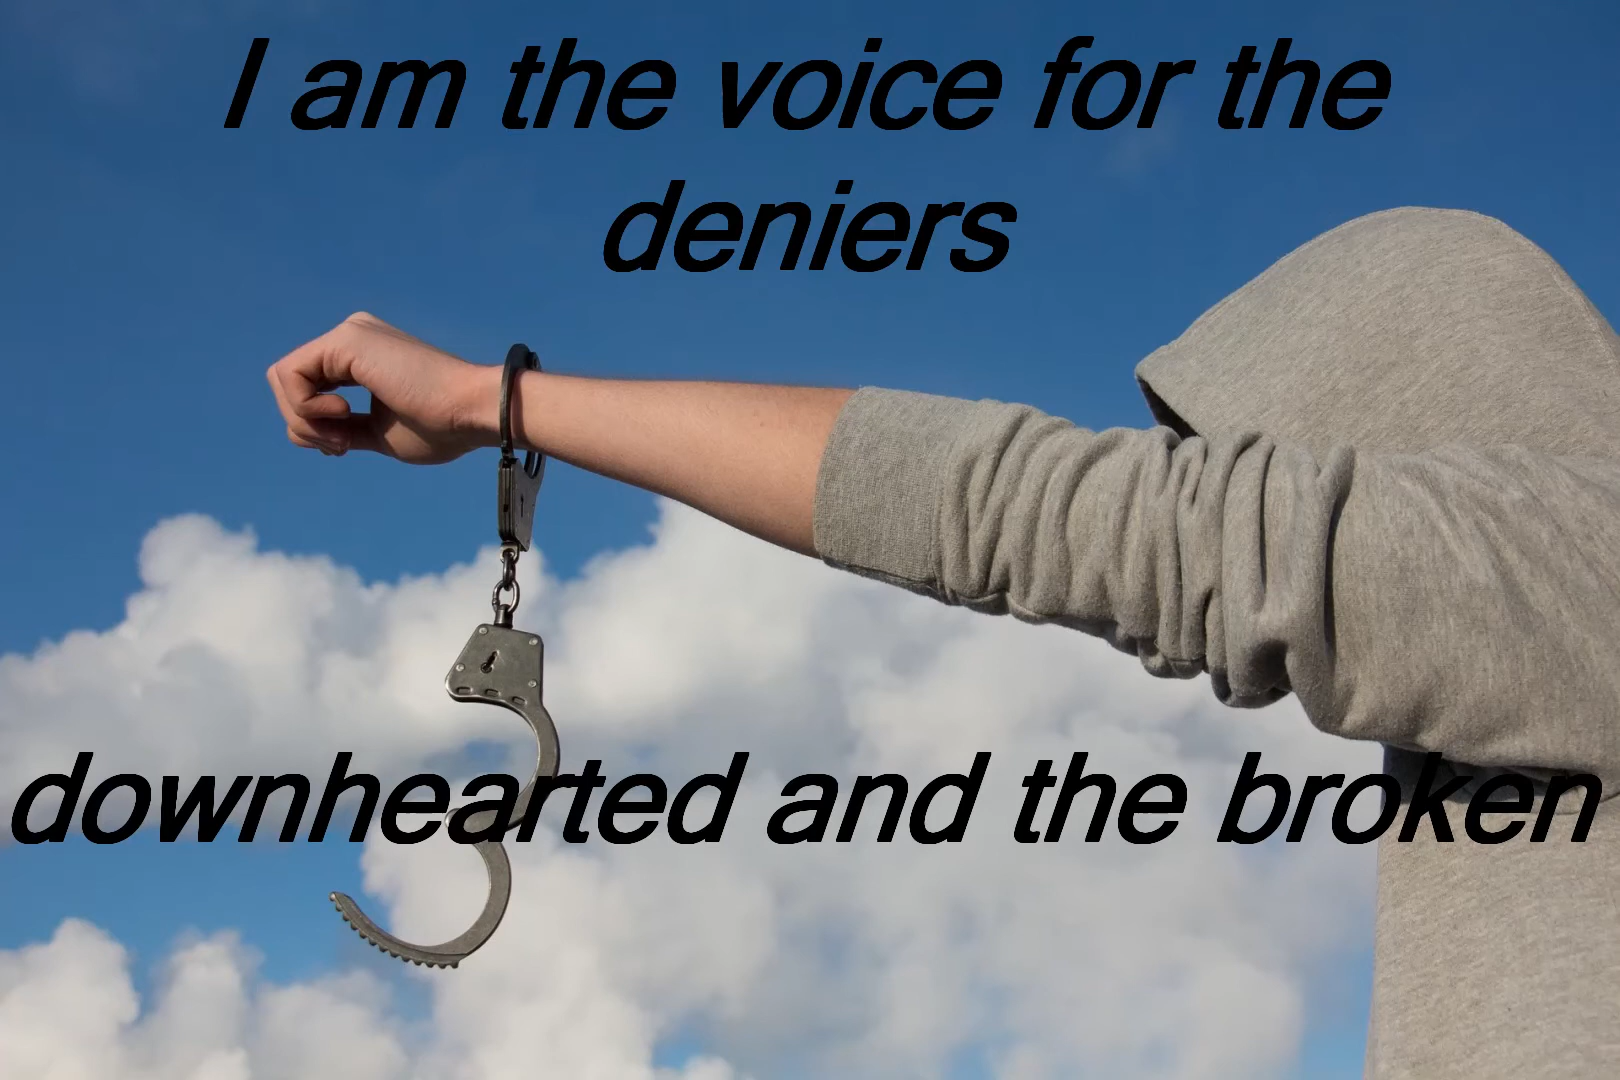 I am the voice for the
deniers
downhearted and the broken